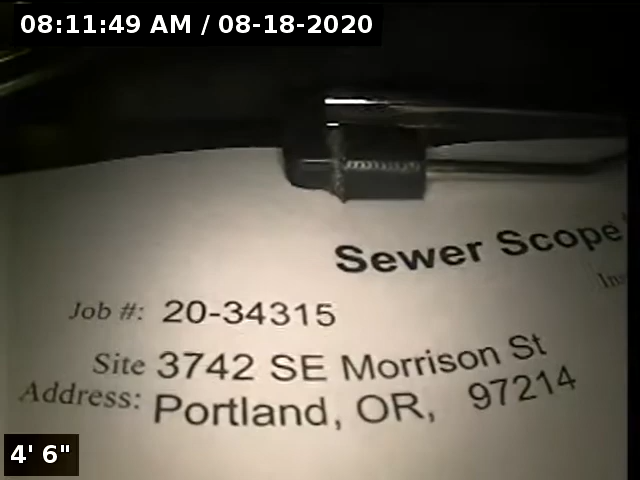 08:11:49 AM / 08-18-2020
Sewer Scope
Job #: 20-34315
Site 3742 SE Morrison St
Address: Portland, OR, 97214
4' 6"